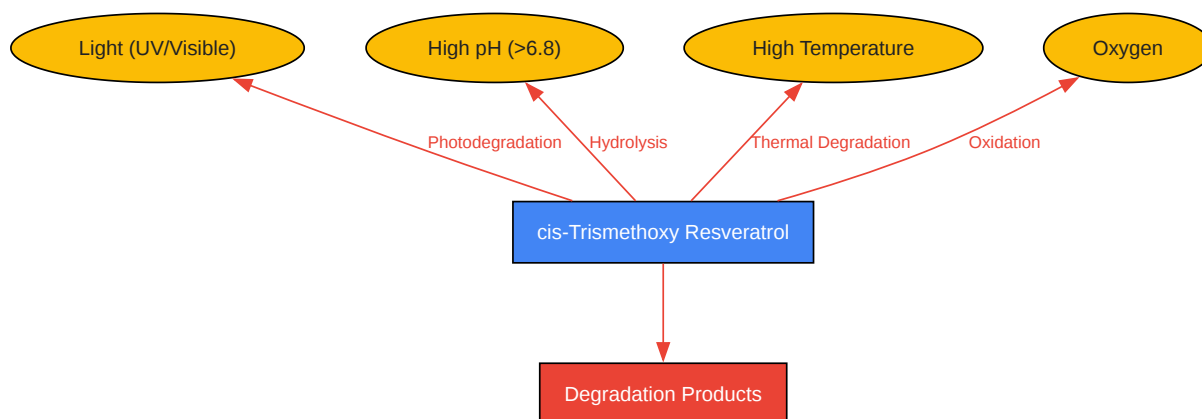 Light (UV/Visible)
High pH (>6.8)
High Temperature
Oxygen
Photodegradation
Hydrolysis
Thermal Degradation
Oxidation
cis-Trismethoxy Resveratrol
Degradation Products